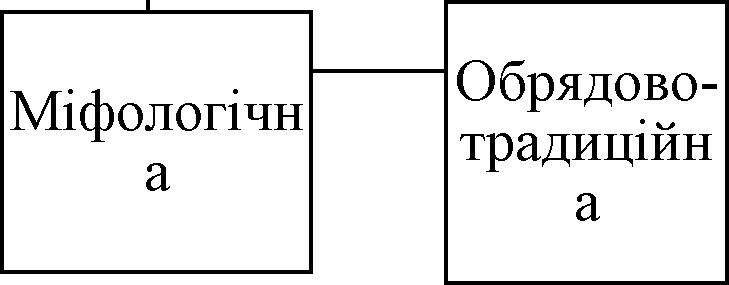 Міфологічн
а
Обрядово-
традиційн
а